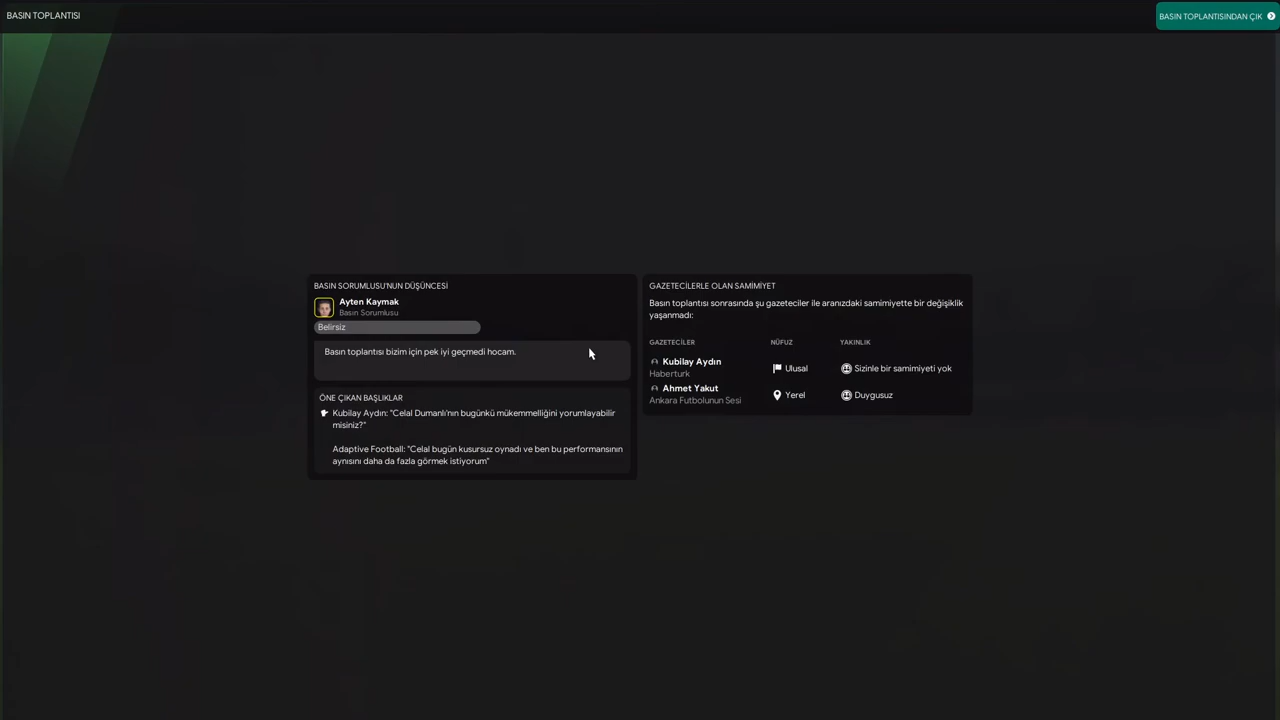 BASIN TOPLANTISI
BASIN TOPLANTISINDAN ÇIK
BASIN SORUMLUSU'NUN DÜŞÜNCESİ
Ayten Kaymak
Basın Sorumlusu
Belirsiz
Basın toplantısı bizim için pek iyi geçmedi hocam.
ÖNE ÇIKAN BAŞLIKLAR
Kubilay Aydın: "Celal Dumanlı'nın bugünkü mükemmelliğini yorumlayabilir
misiniz?"
Adaptive Football: "Celal bugün kusursuz oynadı ve ben bu performansının
aynısını daha da fazla görmek istiyorum"
GAZETECİLERLE OLAN SAMİMİYET
Basın toplantısı sonrasında şu gazeteciler ile aranızdaki samimiyette bir değişiklik
yaşanmadı:
GAZETECİLER NÜFUZ YAKINLIK
Kubilay Aydın
Haberturk
Ulusal
Sizinle bir samimiyeti yok
Ahmet Yakut
Ankara Futbolunun Sesi
Yerel
Duygusuz